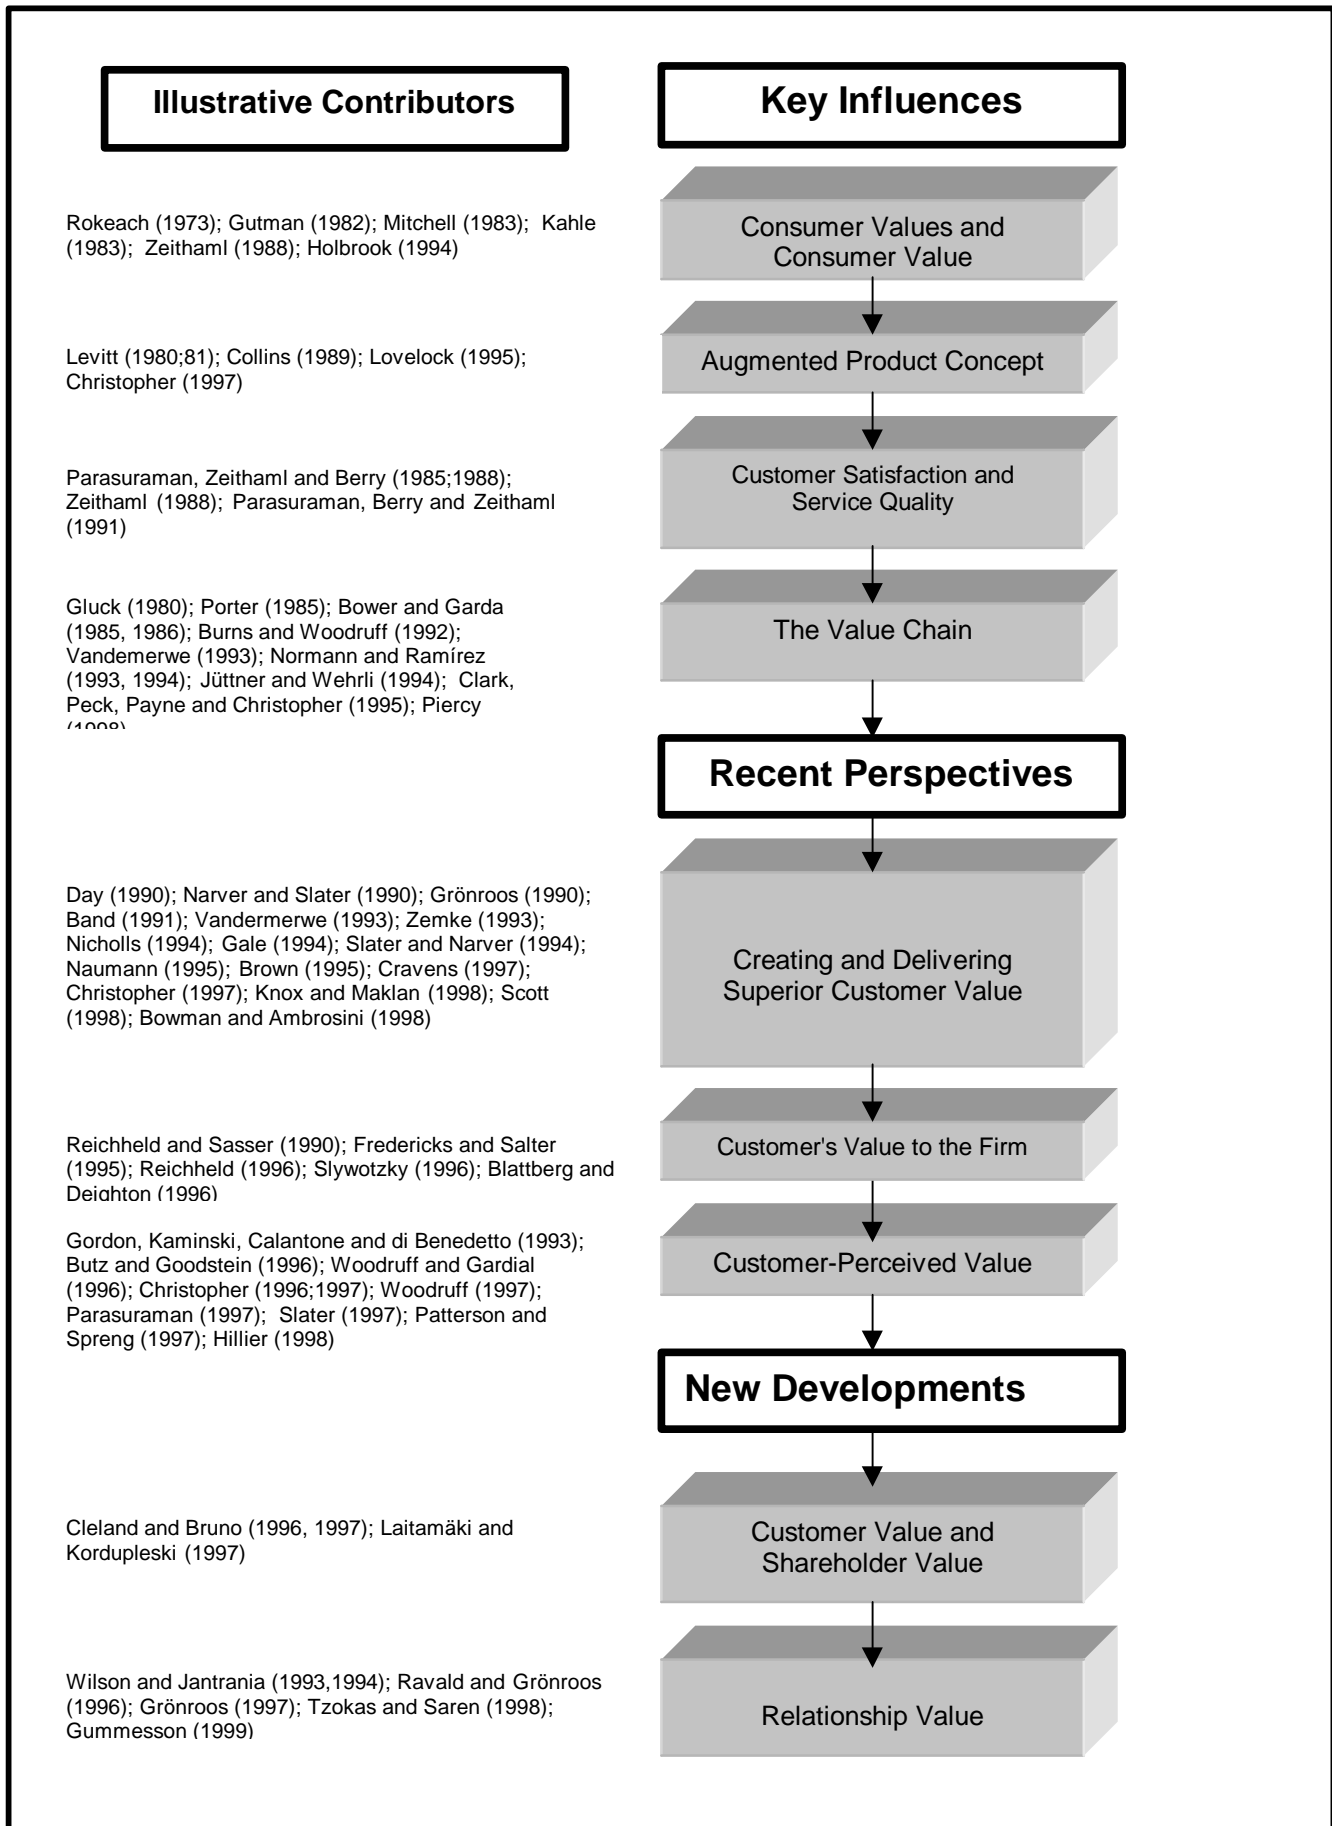 Illustrative Contributors
Key Influences
Rokeach (1973); Gutman (1982); Mitchell (1983); Kahle
(1983); Zeithaml (1988); Holbrook (1994)
Consumer Values and
Consumer Value
Levitt (1980;81); Collins (1989); Lovelock (1995);
Christopher (1997)
Augmented Product Concept
Parasuraman, Zeithaml and Berry (1985;1988);
Zeithaml (1988); Parasuraman, Berry and Zeithaml
(1991)
Customer Satisfaction and
Service Quality
Gluck (1980); Porter (1985); Bower and Garda
(1985, 1986); Burns and Woodruff (1992);
Vandemerwe (1993); Normann and Ramírez
(1993, 1994); Jüttner and Wehrli (1994); Clark,
Peck, Payne and Christopher (1995); Piercy
(1998)
The Value Chain
Recent Perspectives
Day (1990); Narver and Slater (1990); Grönroos (1990);
Band (1991); Vandermerwe (1993); Zemke (1993);
Nicholls (1994); Gale (1994); Slater and Narver (1994);
Naumann (1995); Brown (1995); Cravens (1997);
Christopher (1997); Knox and Maklan (1998); Scott
(1998); Bowman and Ambrosini (1998)
Creating and Delivering
Superior Customer Value
Reichheld and Sasser (1990); Fredericks and Salter
(1995); Reichheld (1996); Slywotzky (1996); Blattberg and
Deighton (1996)
Customer's Value to the Firm
Gordon, Kaminski, Calantone and di Benedetto (1993);
Butz and Goodstein (1996); Woodruff and Gardial
(1996); Christopher (1996;1997); Woodruff (1997);
Parasuraman (1997); Slater (1997); Patterson and
Spreng (1997); Hillier (1998)
Customer-Perceived Value
New Developments
Cleland and Bruno (1996, 1997); Laitamäki and
Kordupleski (1997)
Customer Value and
Shareholder Value
Wilson and Jantrania (1993,1994); Ravald and Grönroos
(1996); Grönroos (1997); Tzokas and Saren (1998);
Gummesson (1999)
Relationship Value